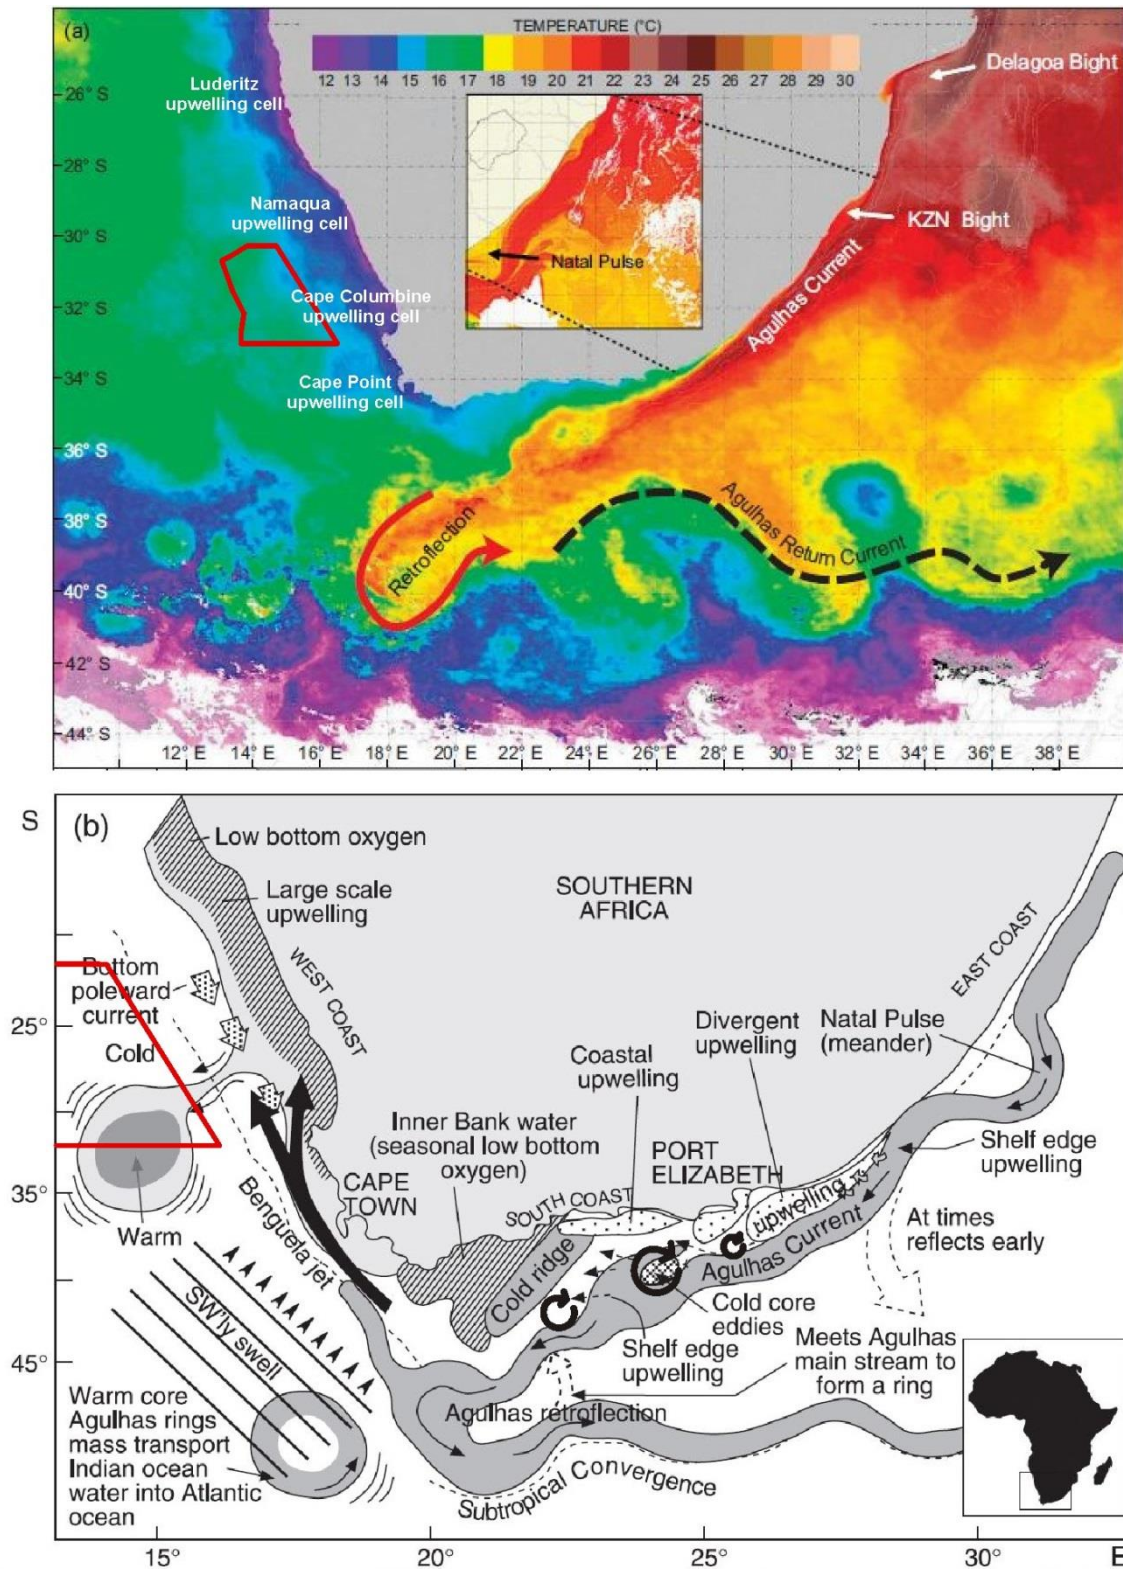 (a)
TEMPERATURE (°C)
12 13 14 15 16 17 18 19 20 21 22 23 24 25 26 27 28 29 30
Luderitz
upwelling cell
Delagoa Bight
26° S
28° S
Namaqua
upwelling cell
KZN Bight
30° S
Natal Pulse
Agulhas Current
32° S
Cape Columbine
upwelling cell
34° S
Cape Point
upwelling cell
36° S
38° S
Retroflection
Agulhas Return Current
40° S
42° S
44° S
12° E 14° E 16° E 18° E 20° E 22° E 24° E 26° E 28° E 30° E 32° E 34° E 36° E 38° E
S
(b)
Low bottom oxygen
Large scale
upwelling
SOUTHERN
AFRICA
WEST COAST
EAST COAST
Bottom
poleward
current
Cold
25°
Divergent
upwelling
Natal Pulse
(meander)
Coastal
upwelling
Inner Bank water
(seasonal low bottom
oxygen)
PORT
ELIZABETH
Shelf edge
upwelling
35°
CAPE
TOWN
SOUTH COAST
upwelling
Warm
Benguela jet
Agulhas Current
At times
reflects early
Cold ridge
SW'ly swell
Cold core
eddies
Shelf edge
upwelling
Meets Agulhas
main stream to
form a ring
45°
Warm core
Agulhas rings
mass transport
Indian ocean
water into Atlantic
ocean
Agulhas retroflection
Subtropical Convergence
15° 20° 25° 30° E